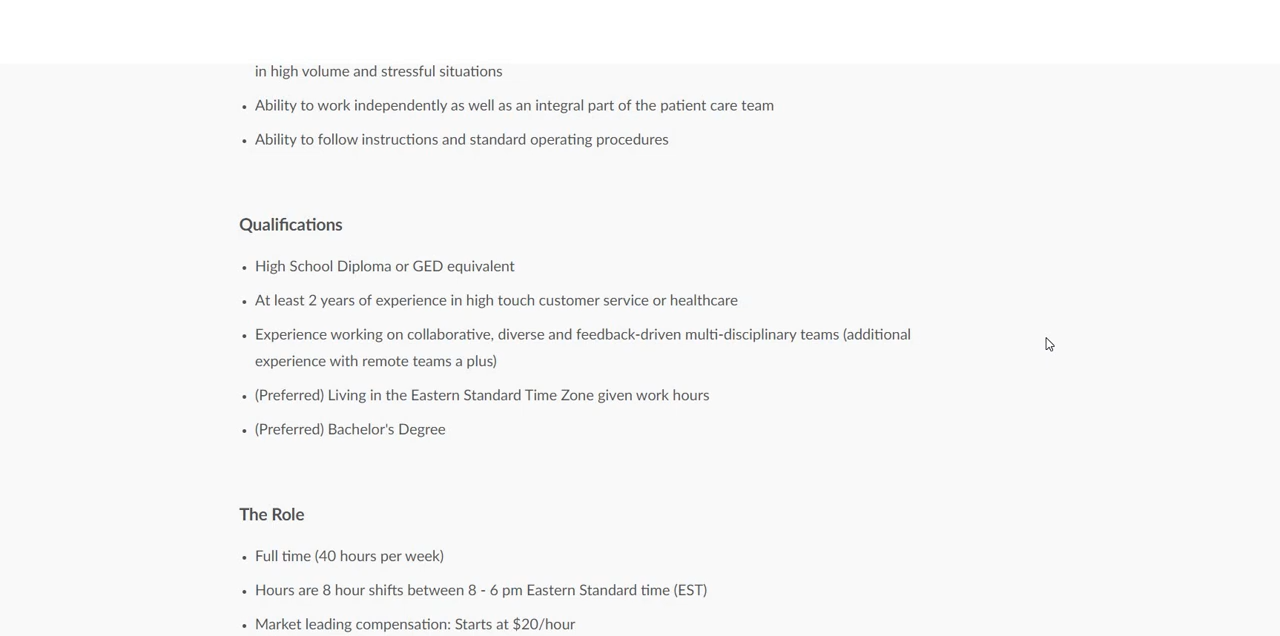 in high volume and stressful situations
• Ability to work independently as well as an integral part of the patient care team
• Ability to follow instructions and standard operating procedures
Qualifications
• High School Diploma or GED equivalent
• At least 2 years of experience in high touch customer service or healthcare
• Experience working on collaborative, diverse and feedback-driven multi-disciplinary teams (additional
experience with remote teams a plus)
• (Preferred) Living in the Eastern Standard Time Zone given work hours
• (Preferred) Bachelor's Degree
The Role
• Full time (40 hours per week)
• Hours are 8 hour shifts between 8 - 6 pm Eastern Standard time (EST)
• Market leading compensation: Starts at $20/hour